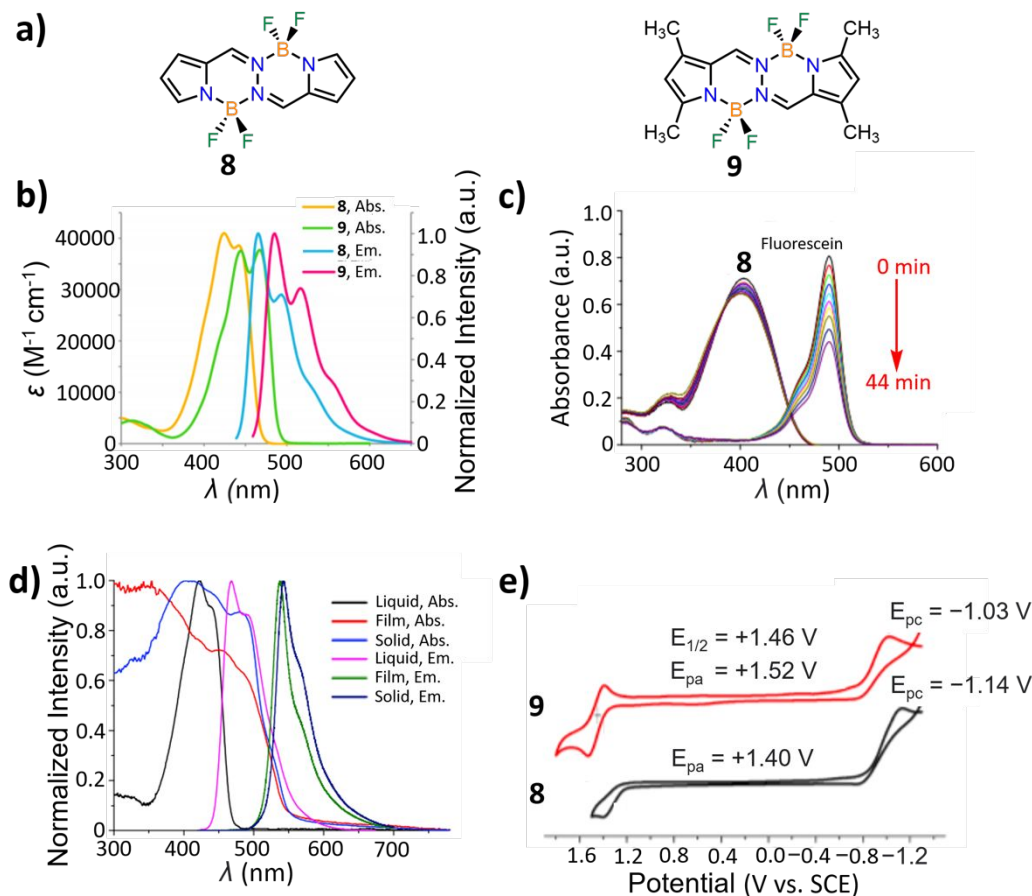 a)
F
F
B
N
N
N
N
B
F
F
8
CH₃
F
F
CH₃
B
N
N
N
N
B
H₃C
F
F
CH₃
9
b)
ε (M⁻¹ cm⁻¹)
40000
30000
20000
10000
0
8, Abs.
9, Abs.
8, Em.
9, Em.
1.0
0.8
0.6
0.4
0.2
0
Normalized Intensity (a.u.)
300 400 500 600
λ (nm)
c)
Absorbance (a.u.)
1.0
0.8
0.6
0.4
0.2
0
8
Fluorescein
0 min
44 min
300 400 500 600
λ (nm)
d)
Normalized Intensity (a.u.)
1.0
0.8
0.6
0.4
0.2
0
Liquid, Abs.
Film, Abs.
Solid, Abs.
Liquid, Em.
Film, Em.
Solid, Em.
300 400 500 600 700
λ (nm)
e)
E₁/₂ = +1.46 V
Epa = +1.52 V
Epc = −1.03 V
9
Epc = −1.14 V
Epa = +1.40 V
8
1.6 1.2 0.8 0.4 0.0 −0.4 −0.8 −1.2
Potential (V vs. SCE)